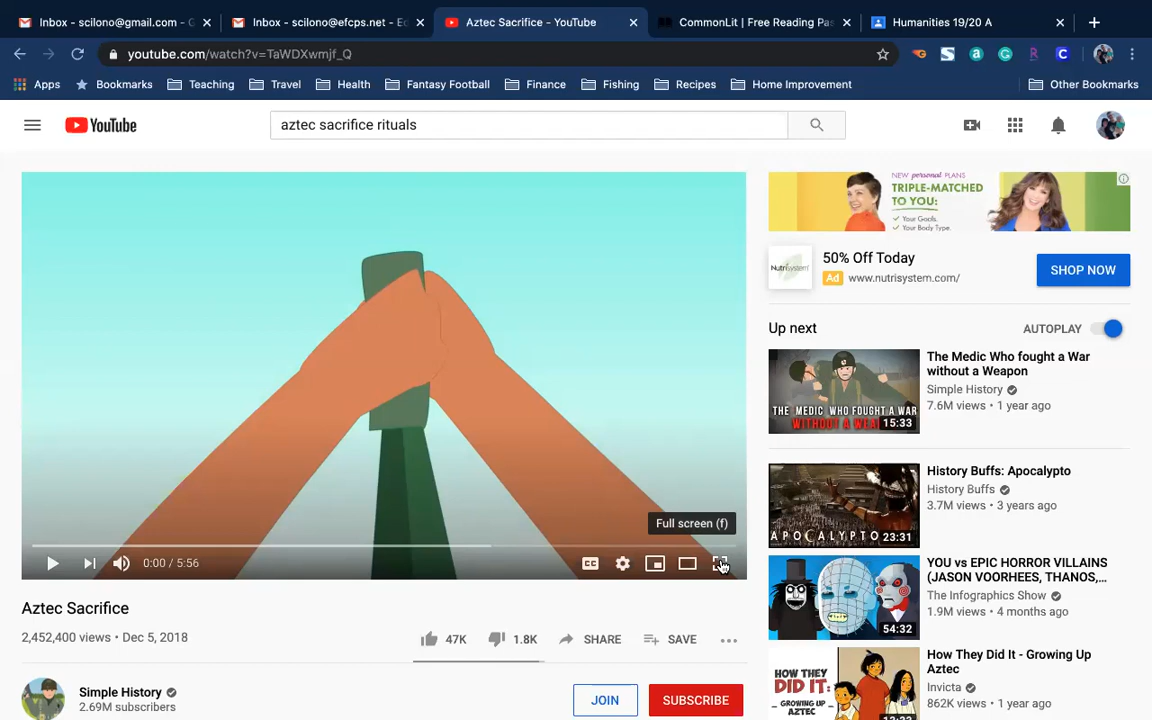 Inbox - scilono@gmail.com - G
Inbox - scilono@efcps.net - Ec
Aztec Sacrifice - YouTube
CommonLit | Free Reading Pas
Humanities 19/20 A
youtube.com/watch?v=TaWDXwmjf_Q
Apps
Bookmarks
Teaching
Travel
Health
Fantasy Football
Finance
Fishing
Recipes
Home Improvement
Other Bookmarks
YouTube
aztec sacrifice rituals
NEW personal PLANS
TRIPLE-MATCHED
TO YOU:
✓ Your Goals.
✓ Your Body Type.
Nutrisystem
50% Off Today
Ad www.nutrisystem.com/
SHOP NOW
Up next
AUTOPLAY
THE MEDIC WHO FOUGHT A WAR
WITHOUT A WEA
15:33
The Medic Who fought a War
without a Weapon
Simple History
7.6M views • 1 year ago
APOCALYPTO
23:31
History Buffs: Apocalypto
History Buffs
3.7M views • 3 years ago
Full screen (f)
0:00 / 5:56
CC
54:32
YOU vs EPIC HORROR VILLAINS
(JASON VOORHEES, THANOS,...
The Infographics Show
1.9M views • 4 months ago
Aztec Sacrifice
2,452,400 views • Dec 5, 2018
47K
1.8K
SHARE
SAVE
HOW THEY
DID IT:
GROWING UP
AZTEC
How They Did It - Growing Up
Aztec
Invicta
862K views • 1 year ago
Simple History
2.69M subscribers
JOIN
SUBSCRIBE